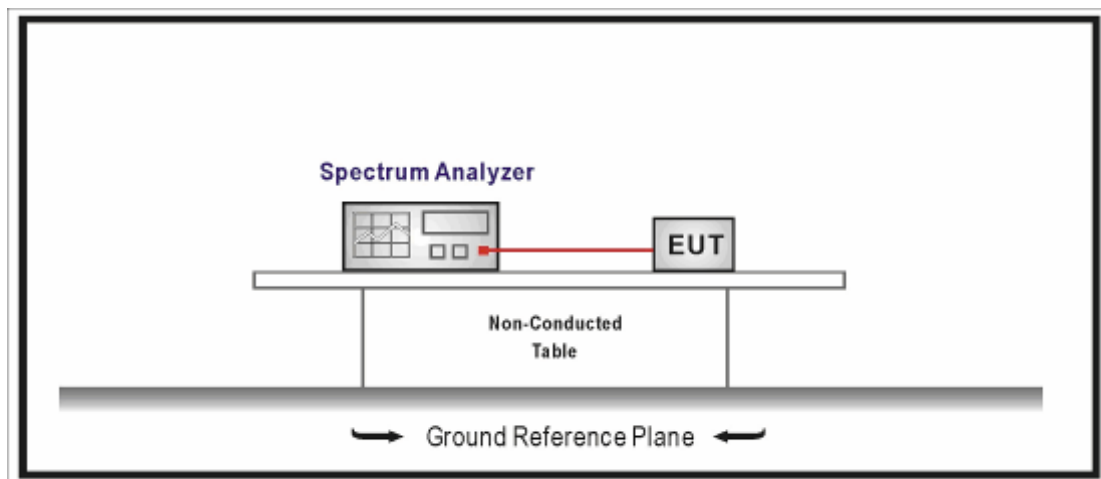 Spectrum Analyzer
EUT
Non-Conducted
Table
Ground Reference Plane